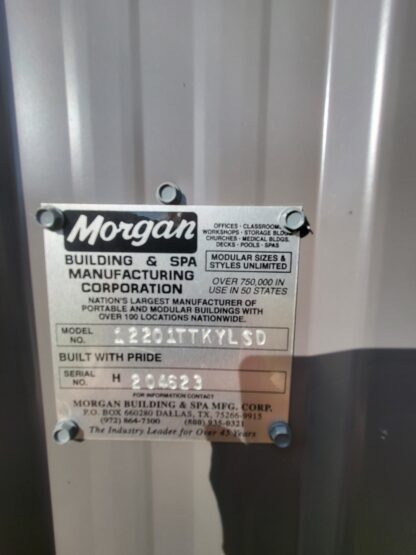 Morgan
BUILDING & SPA
MANUFACTURING
CORPORATION
OFFICES · CLASSROOMS
WORKSHOPS · STORAGE BLDGS.
CHURCHES · MEDICAL BLDGS.
DECKS · POOLS · SPAS
MODULAR SIZES &
STYLES UNLIMITED
OVER 750,000 IN
USE IN 50 STATES
NATION'S LARGEST MANUFACTURER OF
PORTABLE AND MODULAR BUILDINGS WITH
OVER 100 LOCATIONS NATIONWIDE.
MODEL NO. 12201TTKYLSD
BUILT WITH PRIDE
SERIAL NO. H 204623
FOR INFORMATION CONTACT
MORGAN BUILDING & SPA MFG. CORP.
P.O. BOX 660280 DALLAS, TX. 75266-9915
(972) 864-7300 (800) 935-0321
The Industry Leader for Over 45 Years